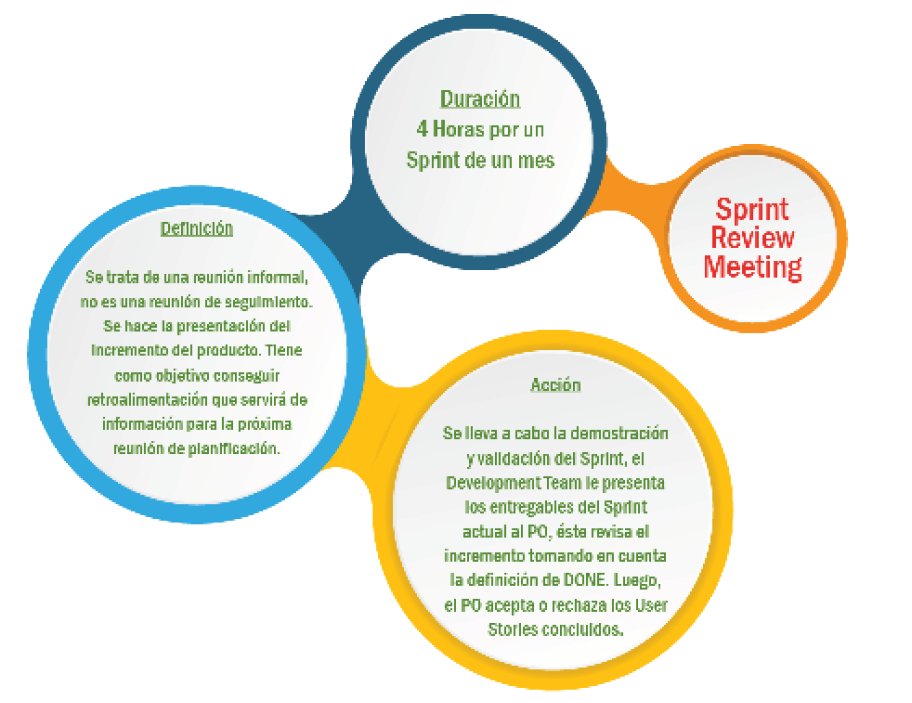 Duración
4 Horas por un
Sprint de un mes
Sprint
Review
Meeting
Definición
Se trata de una reunión informal,
no es una reunión de seguimiento.
Se hace la presentación del
incremento del producto. Tiene
como objetivo conseguir
retroalimentación que servirá de
información para la próxima
reunión de planificación.
Acción
Se lleva a cabo la demostración
y validación del Sprint, el
Development Team le presenta
los entregables del Sprint
actual al PO, éste revisa el
incremento tomando en cuenta
la definición de DONE. Luego,
el PO acepta o rechaza los User
Stories concluidos.